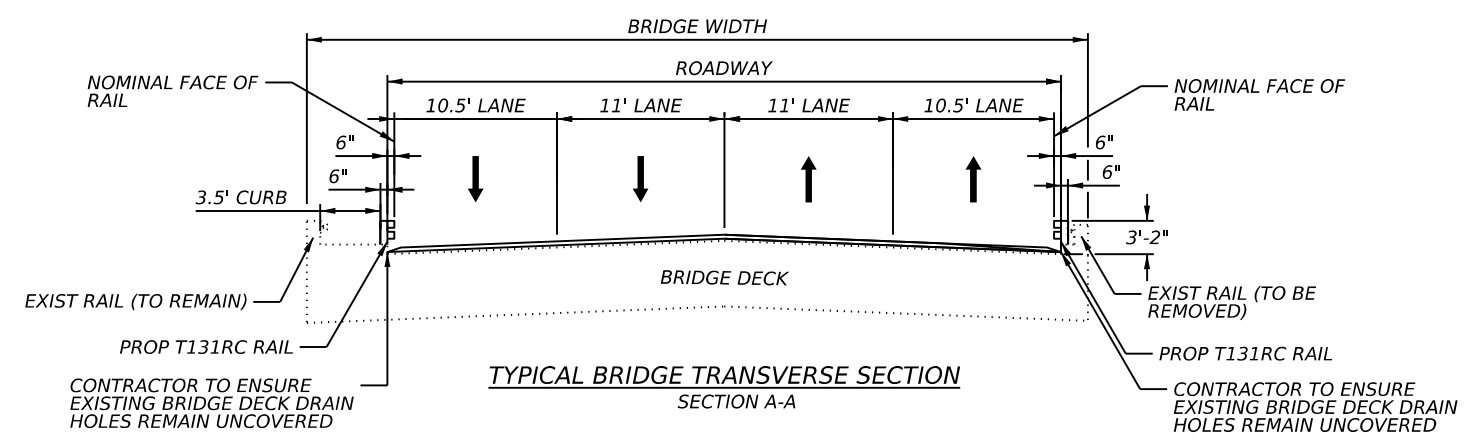 BRIDGE WIDTH
ROADWAY
NOMINAL FACE OF
RAIL
NOMINAL FACE OF
RAIL
10.5' LANE
11' LANE
11' LANE
10.5' LANE
6"
6"
6"
6"
3.5' CURB
3'-2"
BRIDGE DECK
EXIST RAIL (TO REMAIN)
EXIST RAIL (TO BE
REMOVED)
PROP T131RC RAIL
PROP T131RC RAIL
CONTRACTOR TO ENSURE
EXISTING BRIDGE DECK DRAIN
HOLES REMAIN UNCOVERED
TYPICAL BRIDGE TRANSVERSE SECTION
SECTION A-A
CONTRACTOR TO ENSURE
EXISTING BRIDGE DECK DRAIN
HOLES REMAIN UNCOVERED